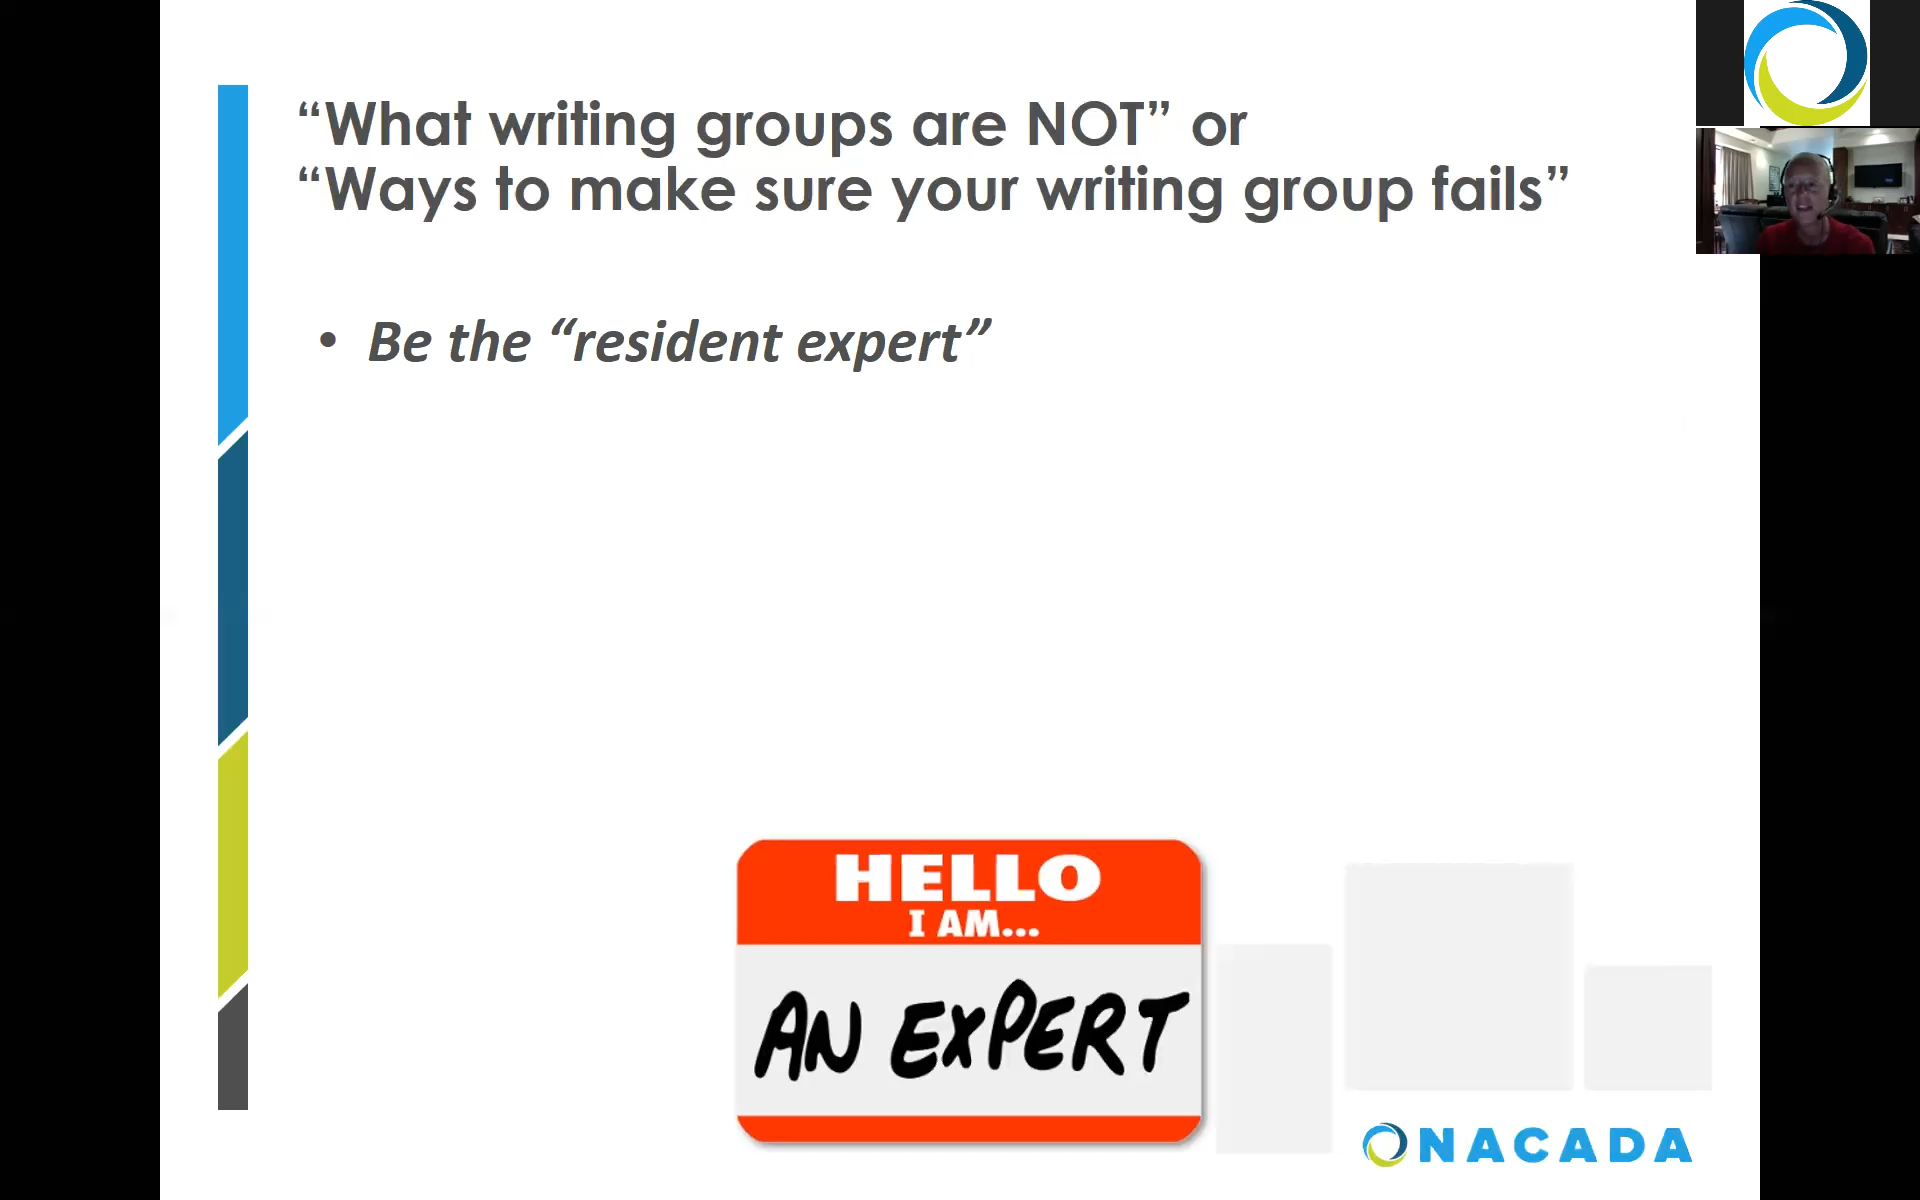 “What writing groups are NOT” or
“Ways to make sure your writing group fails”
• Be the “resident expert”
HELLO
I AM...
AN EXPERT
NACADA